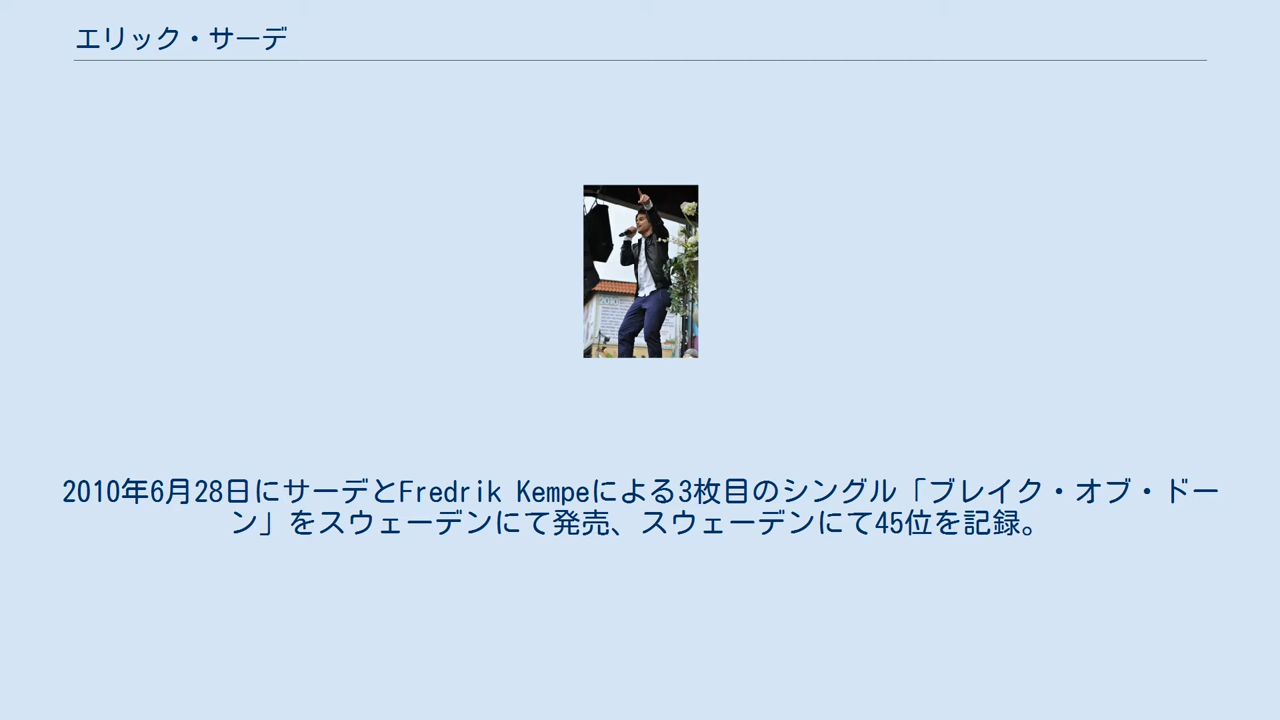 エリック・サーデ
2010年6月28日にサーデとFredrik Kempeによる3枚目のシングル「ブレイク・オブ・ドー
ン」をスウェーデンにて発売、スウェーデンにて45位を記録。